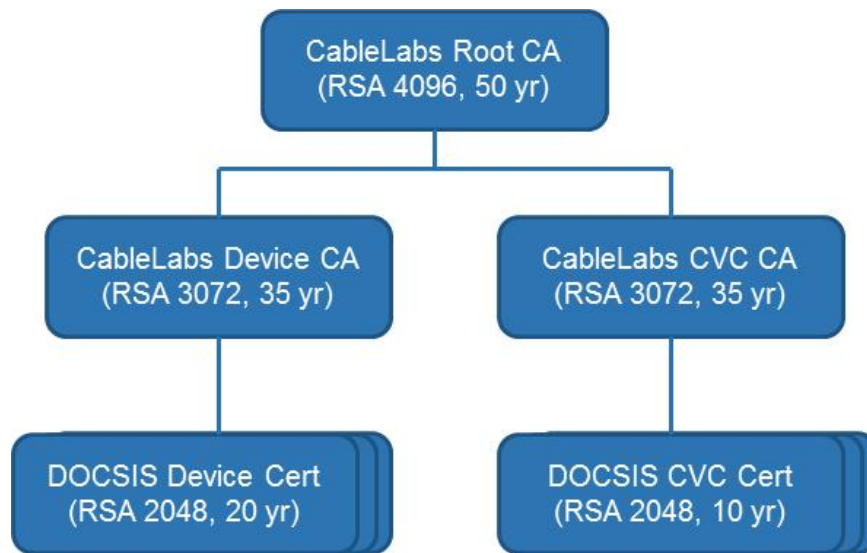 CableLabs Root CA
(RSA 4096, 50 yr)
CableLabs Device CA
(RSA 3072, 35 yr)
CableLabs CVC CA
(RSA 3072, 35 yr)
DOCSIS Device Cert
(RSA 2048, 20 yr)
DOCSIS CVC Cert
(RSA 2048, 10 yr)